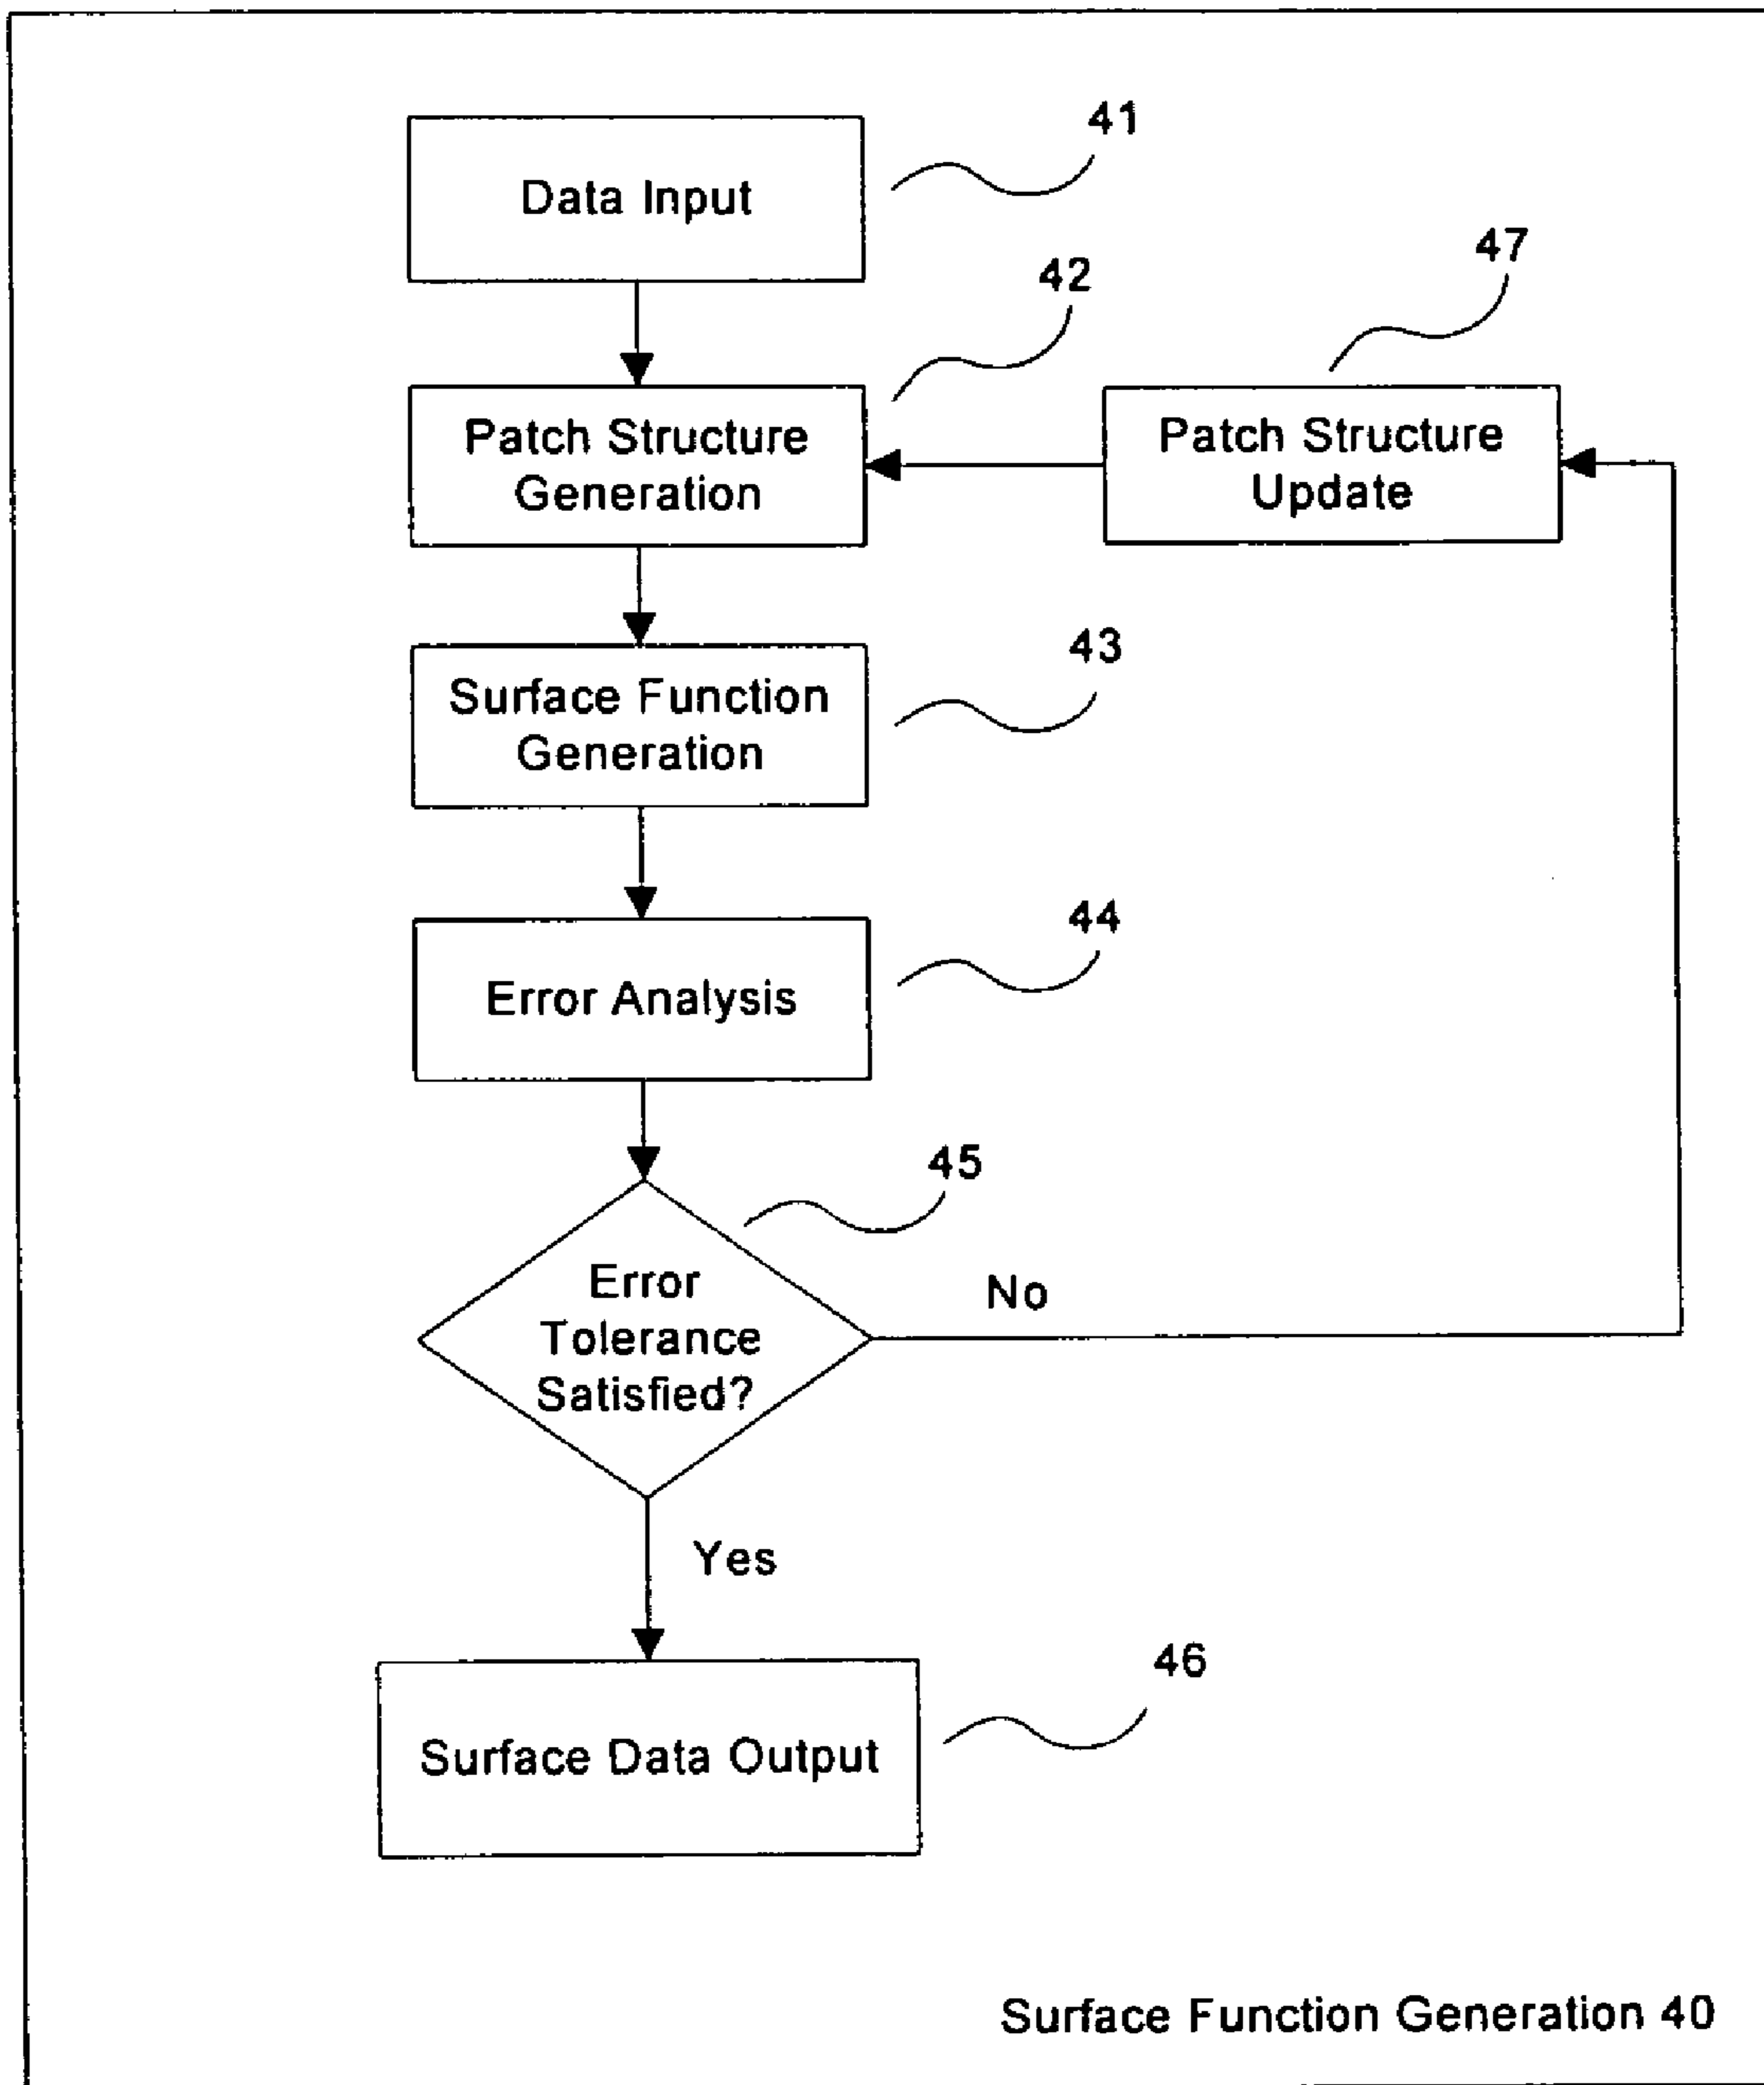 41
Data Input
47
42
Patch Structure
Generation
Patch Structure
Update
43
Surface Function
Generation
44
Error Analysis
45
Error
Tolerance
Satisfied?
No
Yes
46
Surface Data Output
Surface Function Generation 40